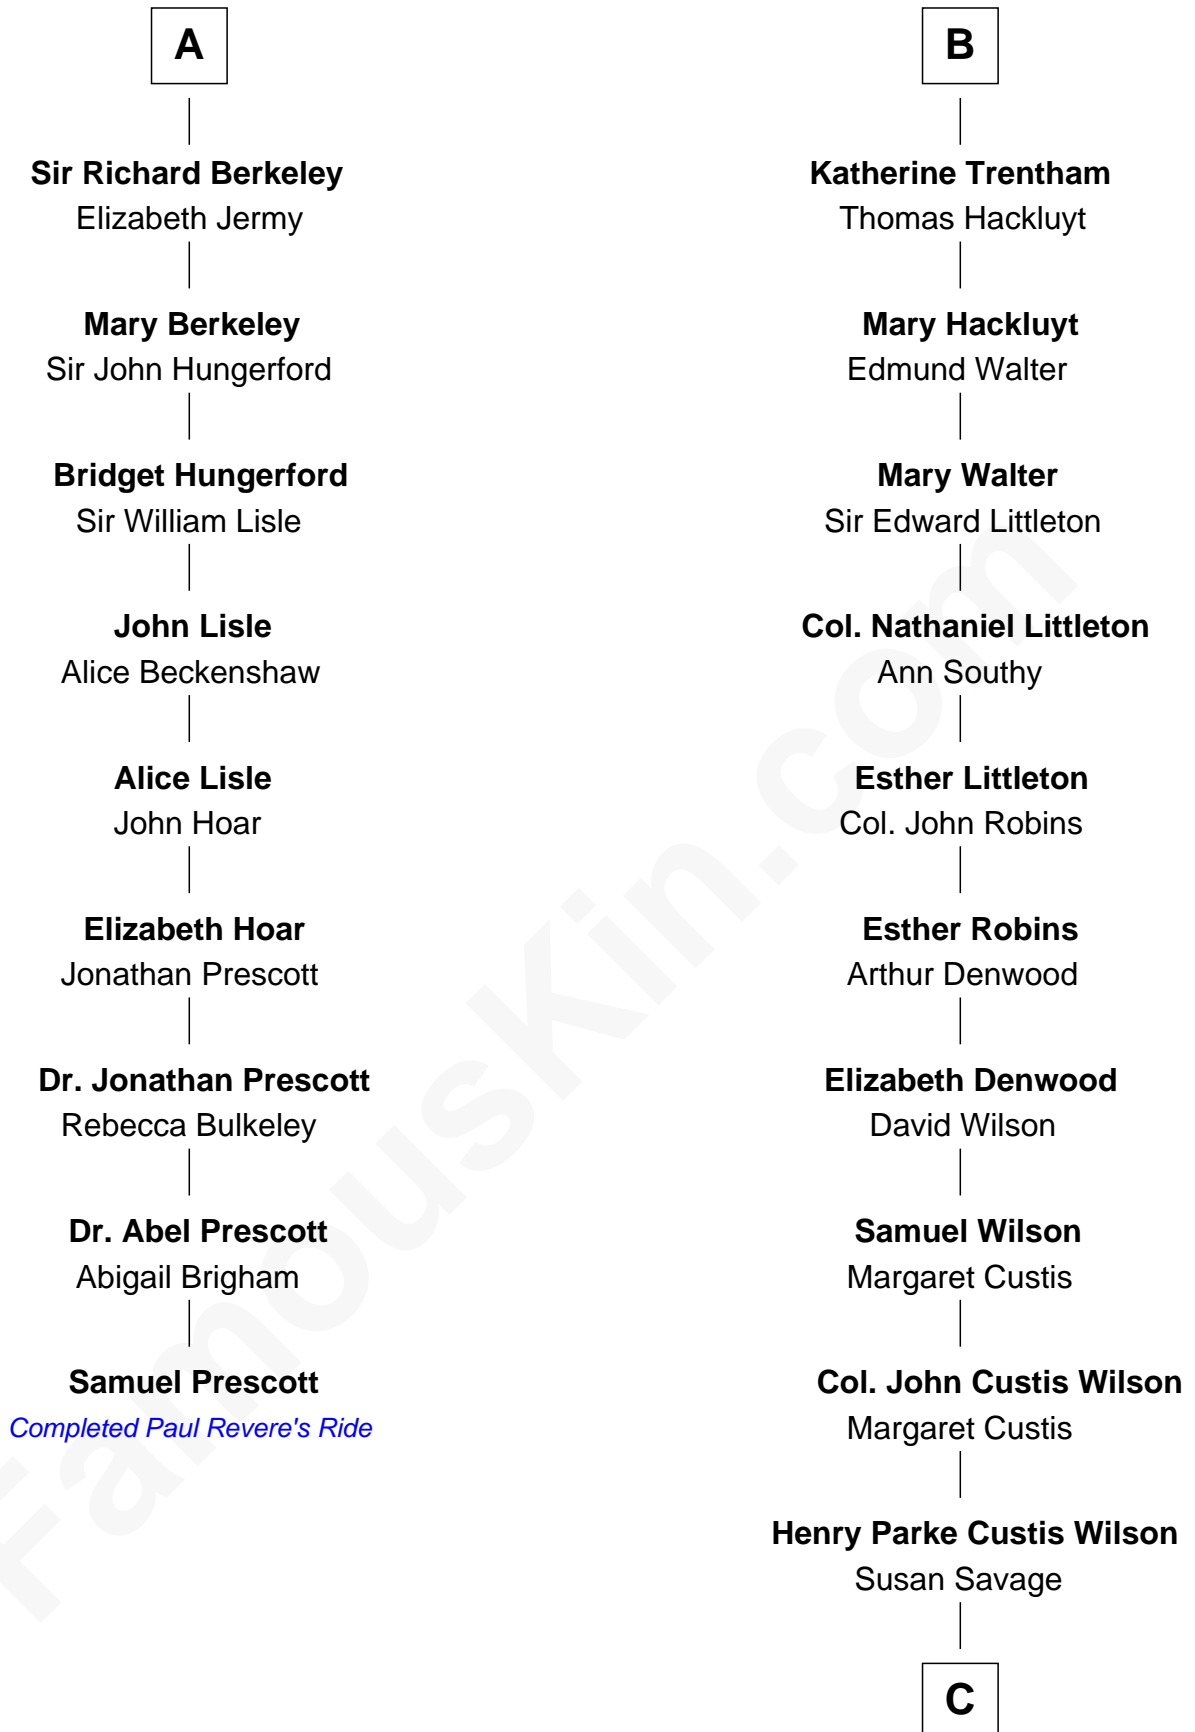 A
Sir Richard Berkeley
Elizabeth Jermy
Mary Berkeley
Sir John Hungerford
Bridget Hungerford
Sir William Lisle
John Lisle
Alice Beckenshaw
Alice Lisle
John Hoar
Elizabeth Hoar
Jonathan Prescott
Dr. Jonathan Prescott
Rebecca Bulkeley
Dr. Abel Prescott
Abigail Brigham
Samuel Prescott
Completed Paul Revere's Ride
B
Katherine Trentham
Thomas Hackluyt
Mary Hackluyt
Edmund Walter
Mary Walter
Sir Edward Littleton
Col. Nathaniel Littleton
Ann Southy
Esther Littleton
Col. John Robins
Esther Robins
Arthur Denwood
Elizabeth Denwood
David Wilson
Samuel Wilson
Margaret Custis
Col. John Custis Wilson
Margaret Custis
Henry Parke Custis Wilson
Susan Savage
C
FamousKin.com